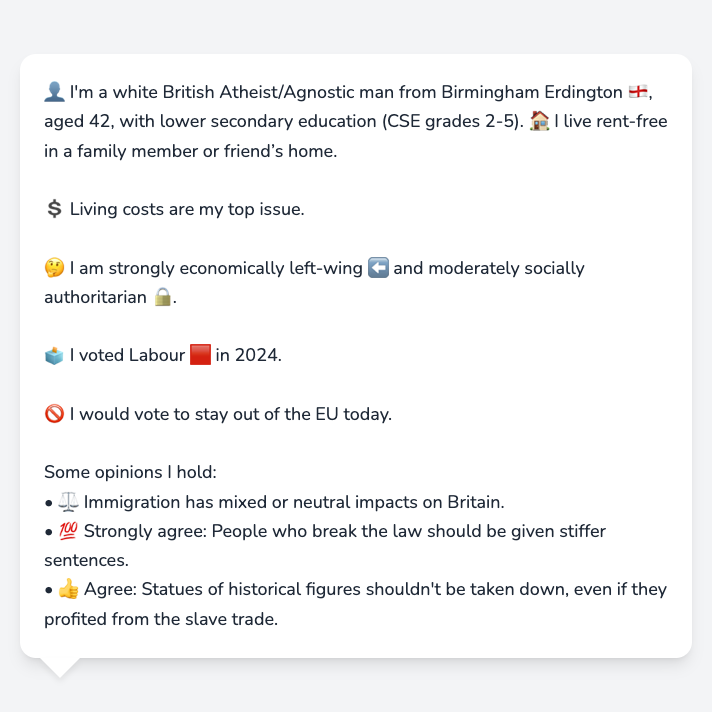 👤 I'm a white British Atheist/Agnostic man from Birmingham Erdington 🏴󠁧󠁢󠁥󠁮󠁧󠁿,
aged 42, with lower secondary education (CSE grades 2-5). 🏠 I live rent-free
in a family member or friend’s home.
💲 Living costs are my top issue.
🤔 I am strongly economically left-wing ⬅️ and moderately socially
authoritarian 🔒.
🗳️ I voted Labour 🟥 in 2024.
🚫 I would vote to stay out of the EU today.
Some opinions I hold:
• ⚖️ Immigration has mixed or neutral impacts on Britain.
• 💯 Strongly agree: People who break the law should be given stiffer
sentences.
• 👍 Agree: Statues of historical figures shouldn't be taken down, even if they
profited from the slave trade.